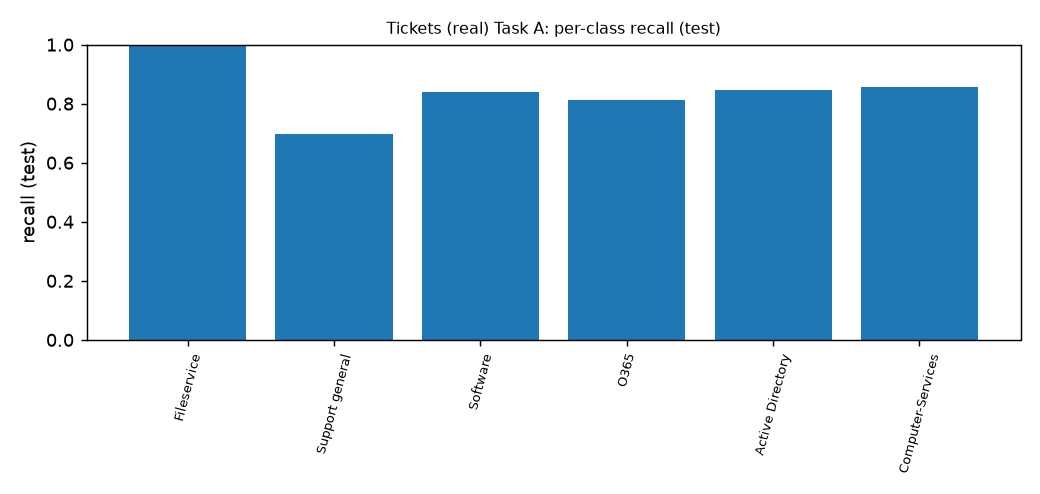 Tickets (real) Task A: per-class recall (test)
recall (test)
1.0
0.8
0.6
0.4
0.2
0.0
Fileservice
Support general
Software
O365
Active Directory
Computer-Services